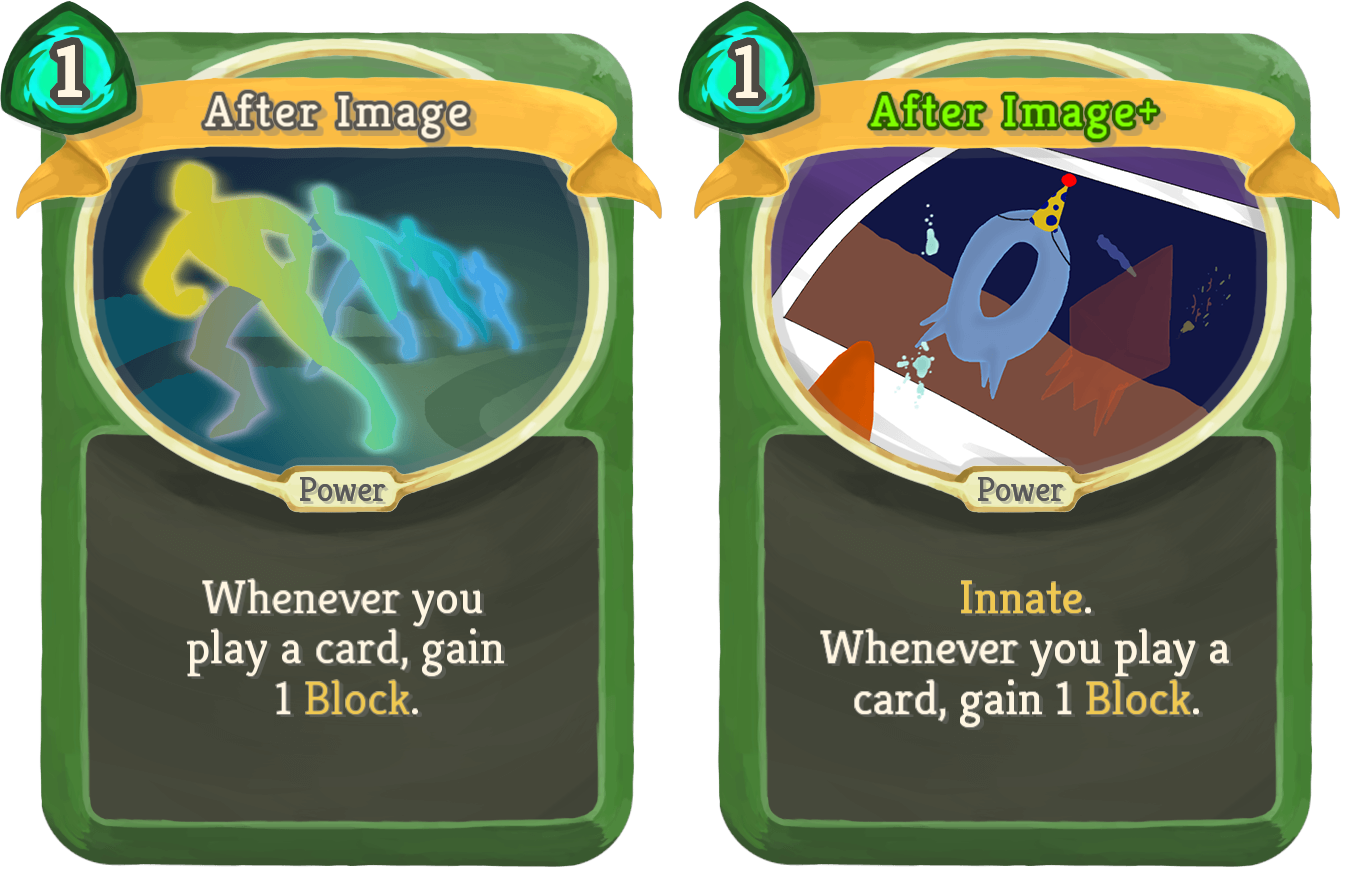 1
After Image
Power
Whenever you
play a card, gain
1 Block.
1
After Image+
Power
Innate.
Whenever you play a
card, gain 1 Block.